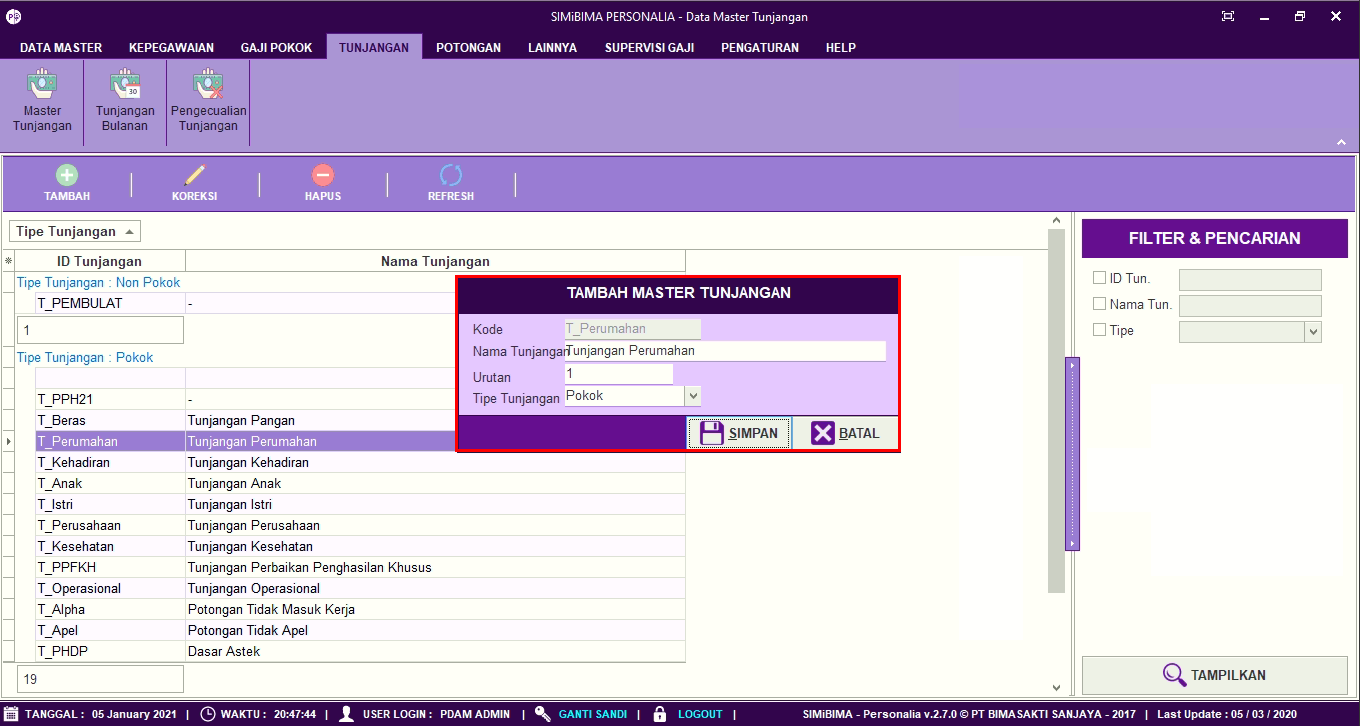 SIMiBIMA PERSONALIA - Data Master Tunjangan
DATA MASTER KEPEGAWAIAN GAJI POKOK TUNJANGAN POTONGAN LAINNYA SUPERVISI GAJI PENGATURAN HELP
Master Tunjangan
Tunjangan Bulanan
30
Pengecualian Tunjangan
TAMBAH KOREKSI HAPUS REFRESH
Tipe Tunjangan
ID Tunjangan Nama Tunjangan
Tipe Tunjangan : Non Pokok
T_PEMBULAT -
1
Tipe Tunjangan : Pokok
T_PPH21 -
T_Beras Tunjangan Pangan
T_Perumahan Tunjangan Perumahan
T_Kehadiran Tunjangan Kehadiran
T_Anak Tunjangan Anak
T_Istri Tunjangan Istri
T_Perusahaan Tunjangan Perusahaan
T_Kesehatan Tunjangan Kesehatan
T_PPFKH Tunjangan Perbaikan Penghasilan Khusus
T_Operasional Tunjangan Operasional
T_Alpha Potongan Tidak Masuk Kerja
T_Apel Potongan Tidak Apel
T_PHDP Dasar Astek
19
TAMBAH MASTER TUNJANGAN
Kode T_Perumahan
Nama Tunjangan Tunjangan Perumahan
Urutan 1
Tipe Tunjangan Pokok
SIMPAN BATAL
FILTER & PENCARIAN
ID Tun.
Nama Tun.
Tipe
TAMPILKAN
TANGGAL : 05 January 2021 | WAKTU : 20:47:44 | USER LOGIN : PDAM ADMIN | GANTI SANDI | LOGOUT | SIMiBIMA - Personalia v.2.7.0 © PT BIMASAKTI SANJAYA - 2017 | Last Update : 05 / 03 / 2020